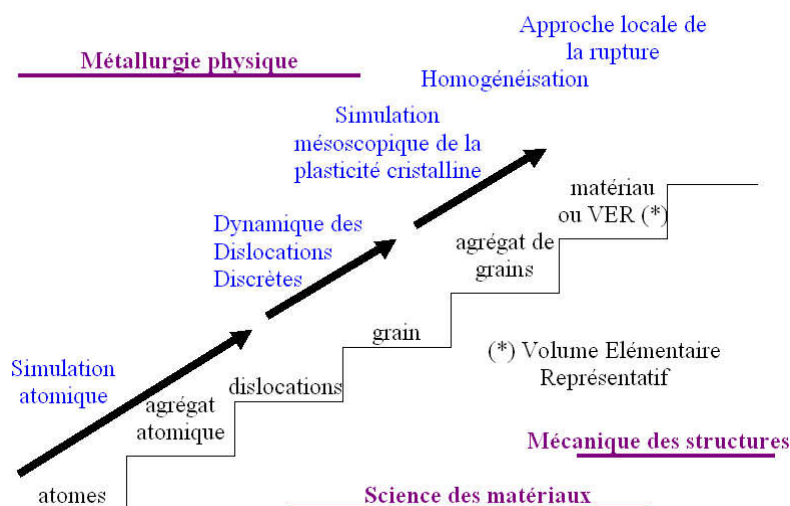 Approche locale de
la rupture
Métallurgie physique
Homogénéisation
Simulation
mésoscopique de la
plasticité cristalline
matériau
ou VER (*)
Dynamique des
Dislocations
Discrètes
agrégat de
grains
grain
(*) Volume Elémentaire
Représentatif
Simulation
atomique
dislocations
agrégat
atomique
Mécanique des structures
atomes
Science des matériaux